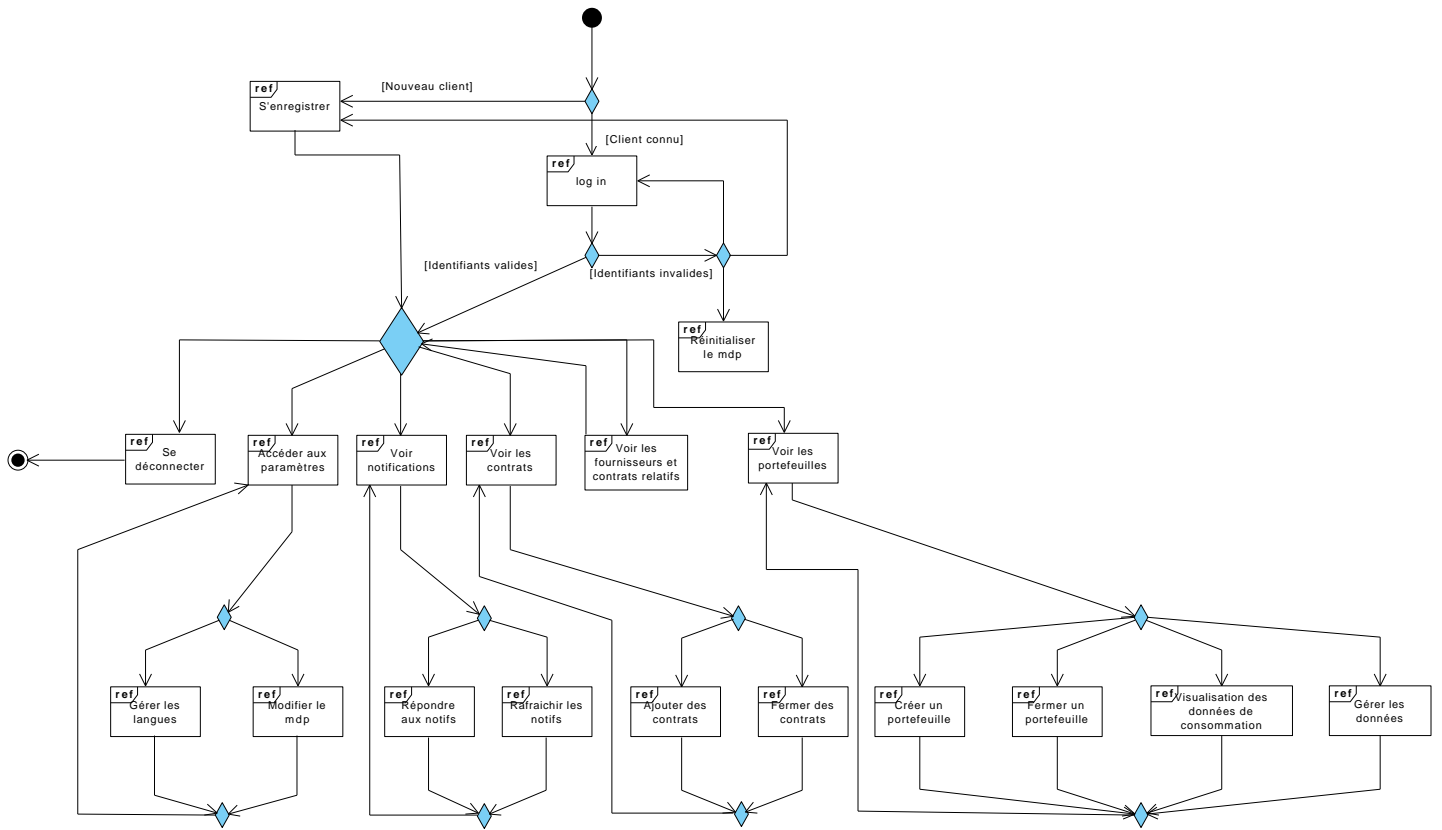 [Nouveau client]
ref
S'enregistrer
[Client connu]
ref
log in
[Identifiants valides]
[Identifiants invalides]
ref
Réinitialiser
le mdp
ref
Se
déconnecter
ref
Accéder aux
paramètres
ref
Voir
notifications
ref
Voir les
contrats
ref
Voir les
fournisseurs et
contrats relatifs
ref
Voir les
portefeuilles
ref
Gérer les
langues
ref
Modifier le
mdp
ref
Répondre
aux notifs
ref
Rafraichir les
notifs
ref
Ajouter des
contrats
ref
Fermer des
contrats
ref
Créer un
portefeuille
ref
Fermer un
portefeuille
ref
Visualisation des
données de
consommation
ref
Gérer les
données